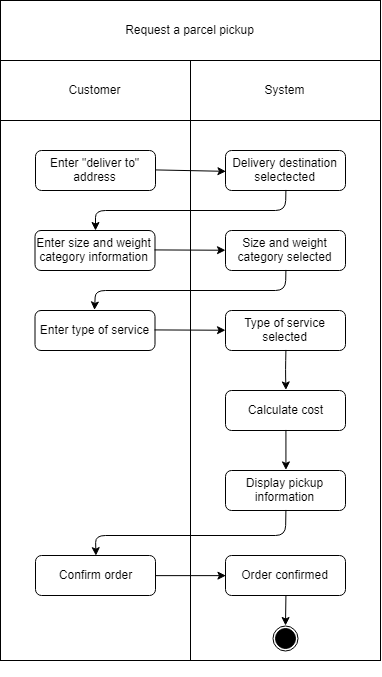 Request a parcel pickup
Customer
System
Enter "deliver to"
address
Delivery destination
selectected
Enter size and weight
category information
Size and weight
category selected
Enter type of service
Type of service
selected
Calculate cost
Display pickup
information
Confirm order
Order confirmed